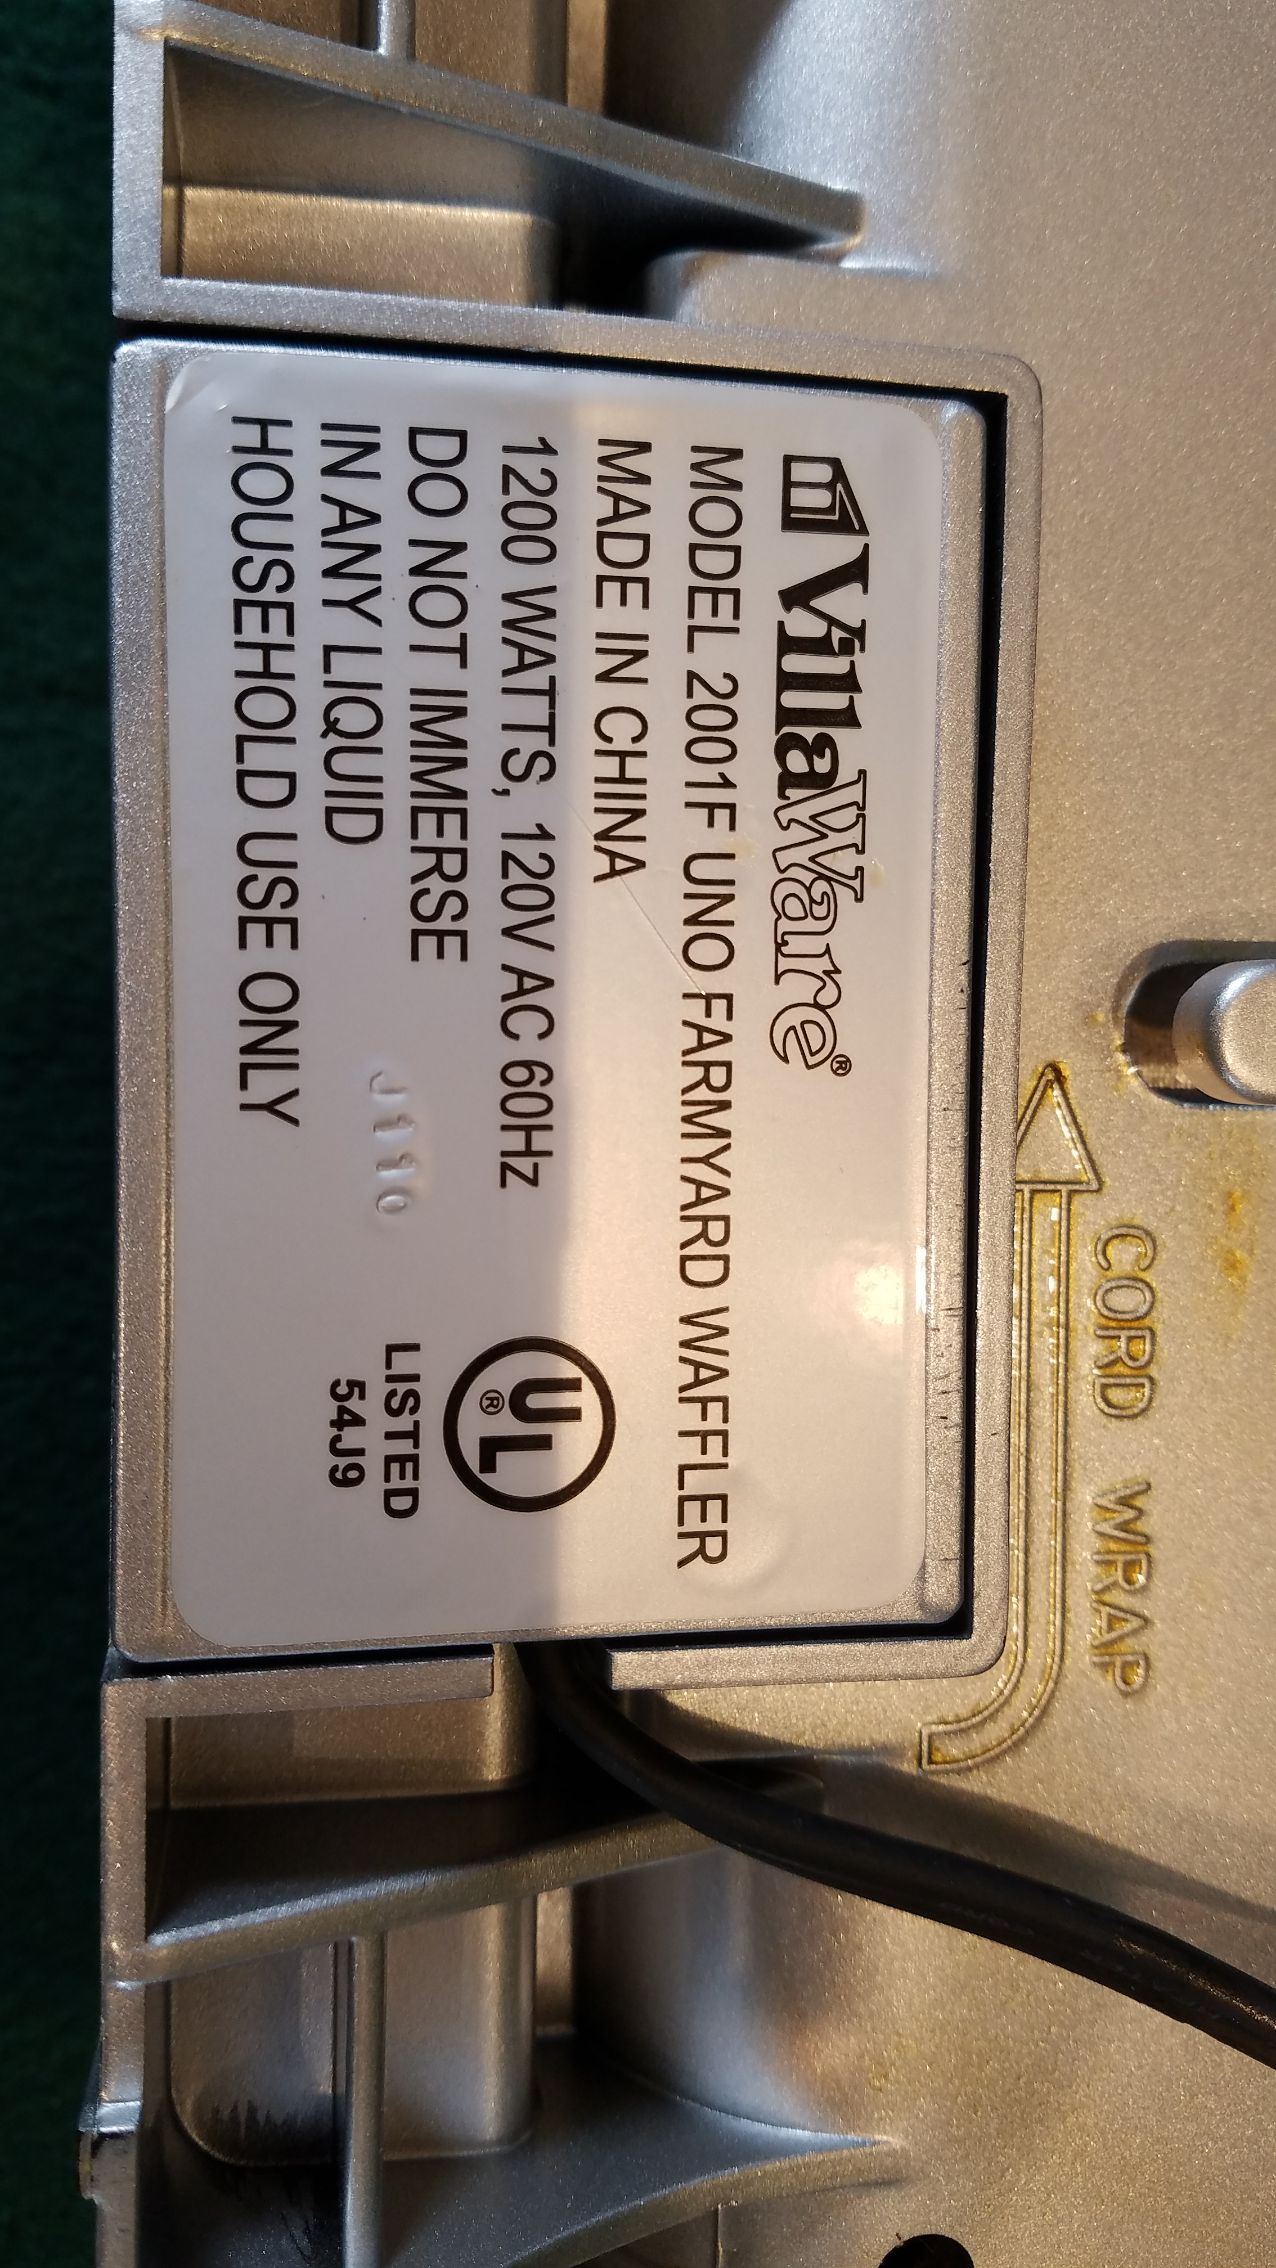 VillaWare®
MODEL 2001F UNO FARMYARD WAFFLER
MADE IN CHINA
1200 WATTS, 120V AC 60Hz
DO NOT IMMERSE
IN ANY LIQUID
HOUSEHOLD USE ONLY
J110
UL®
LISTED
54J9
CORD WRAP